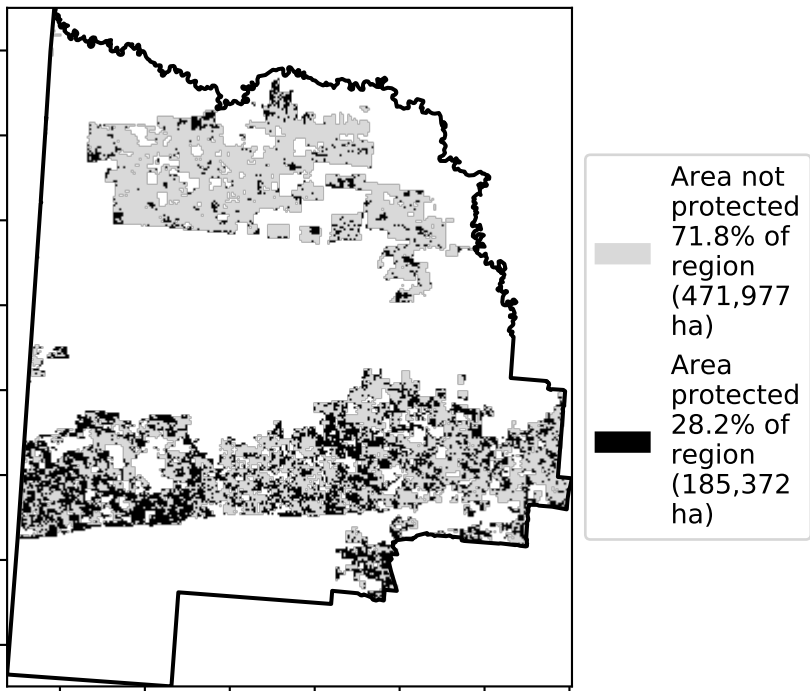 Area not
protected
71.8% of
region
(471,977
ha)
Area
protected
28.2% of
region
(185,372
ha)